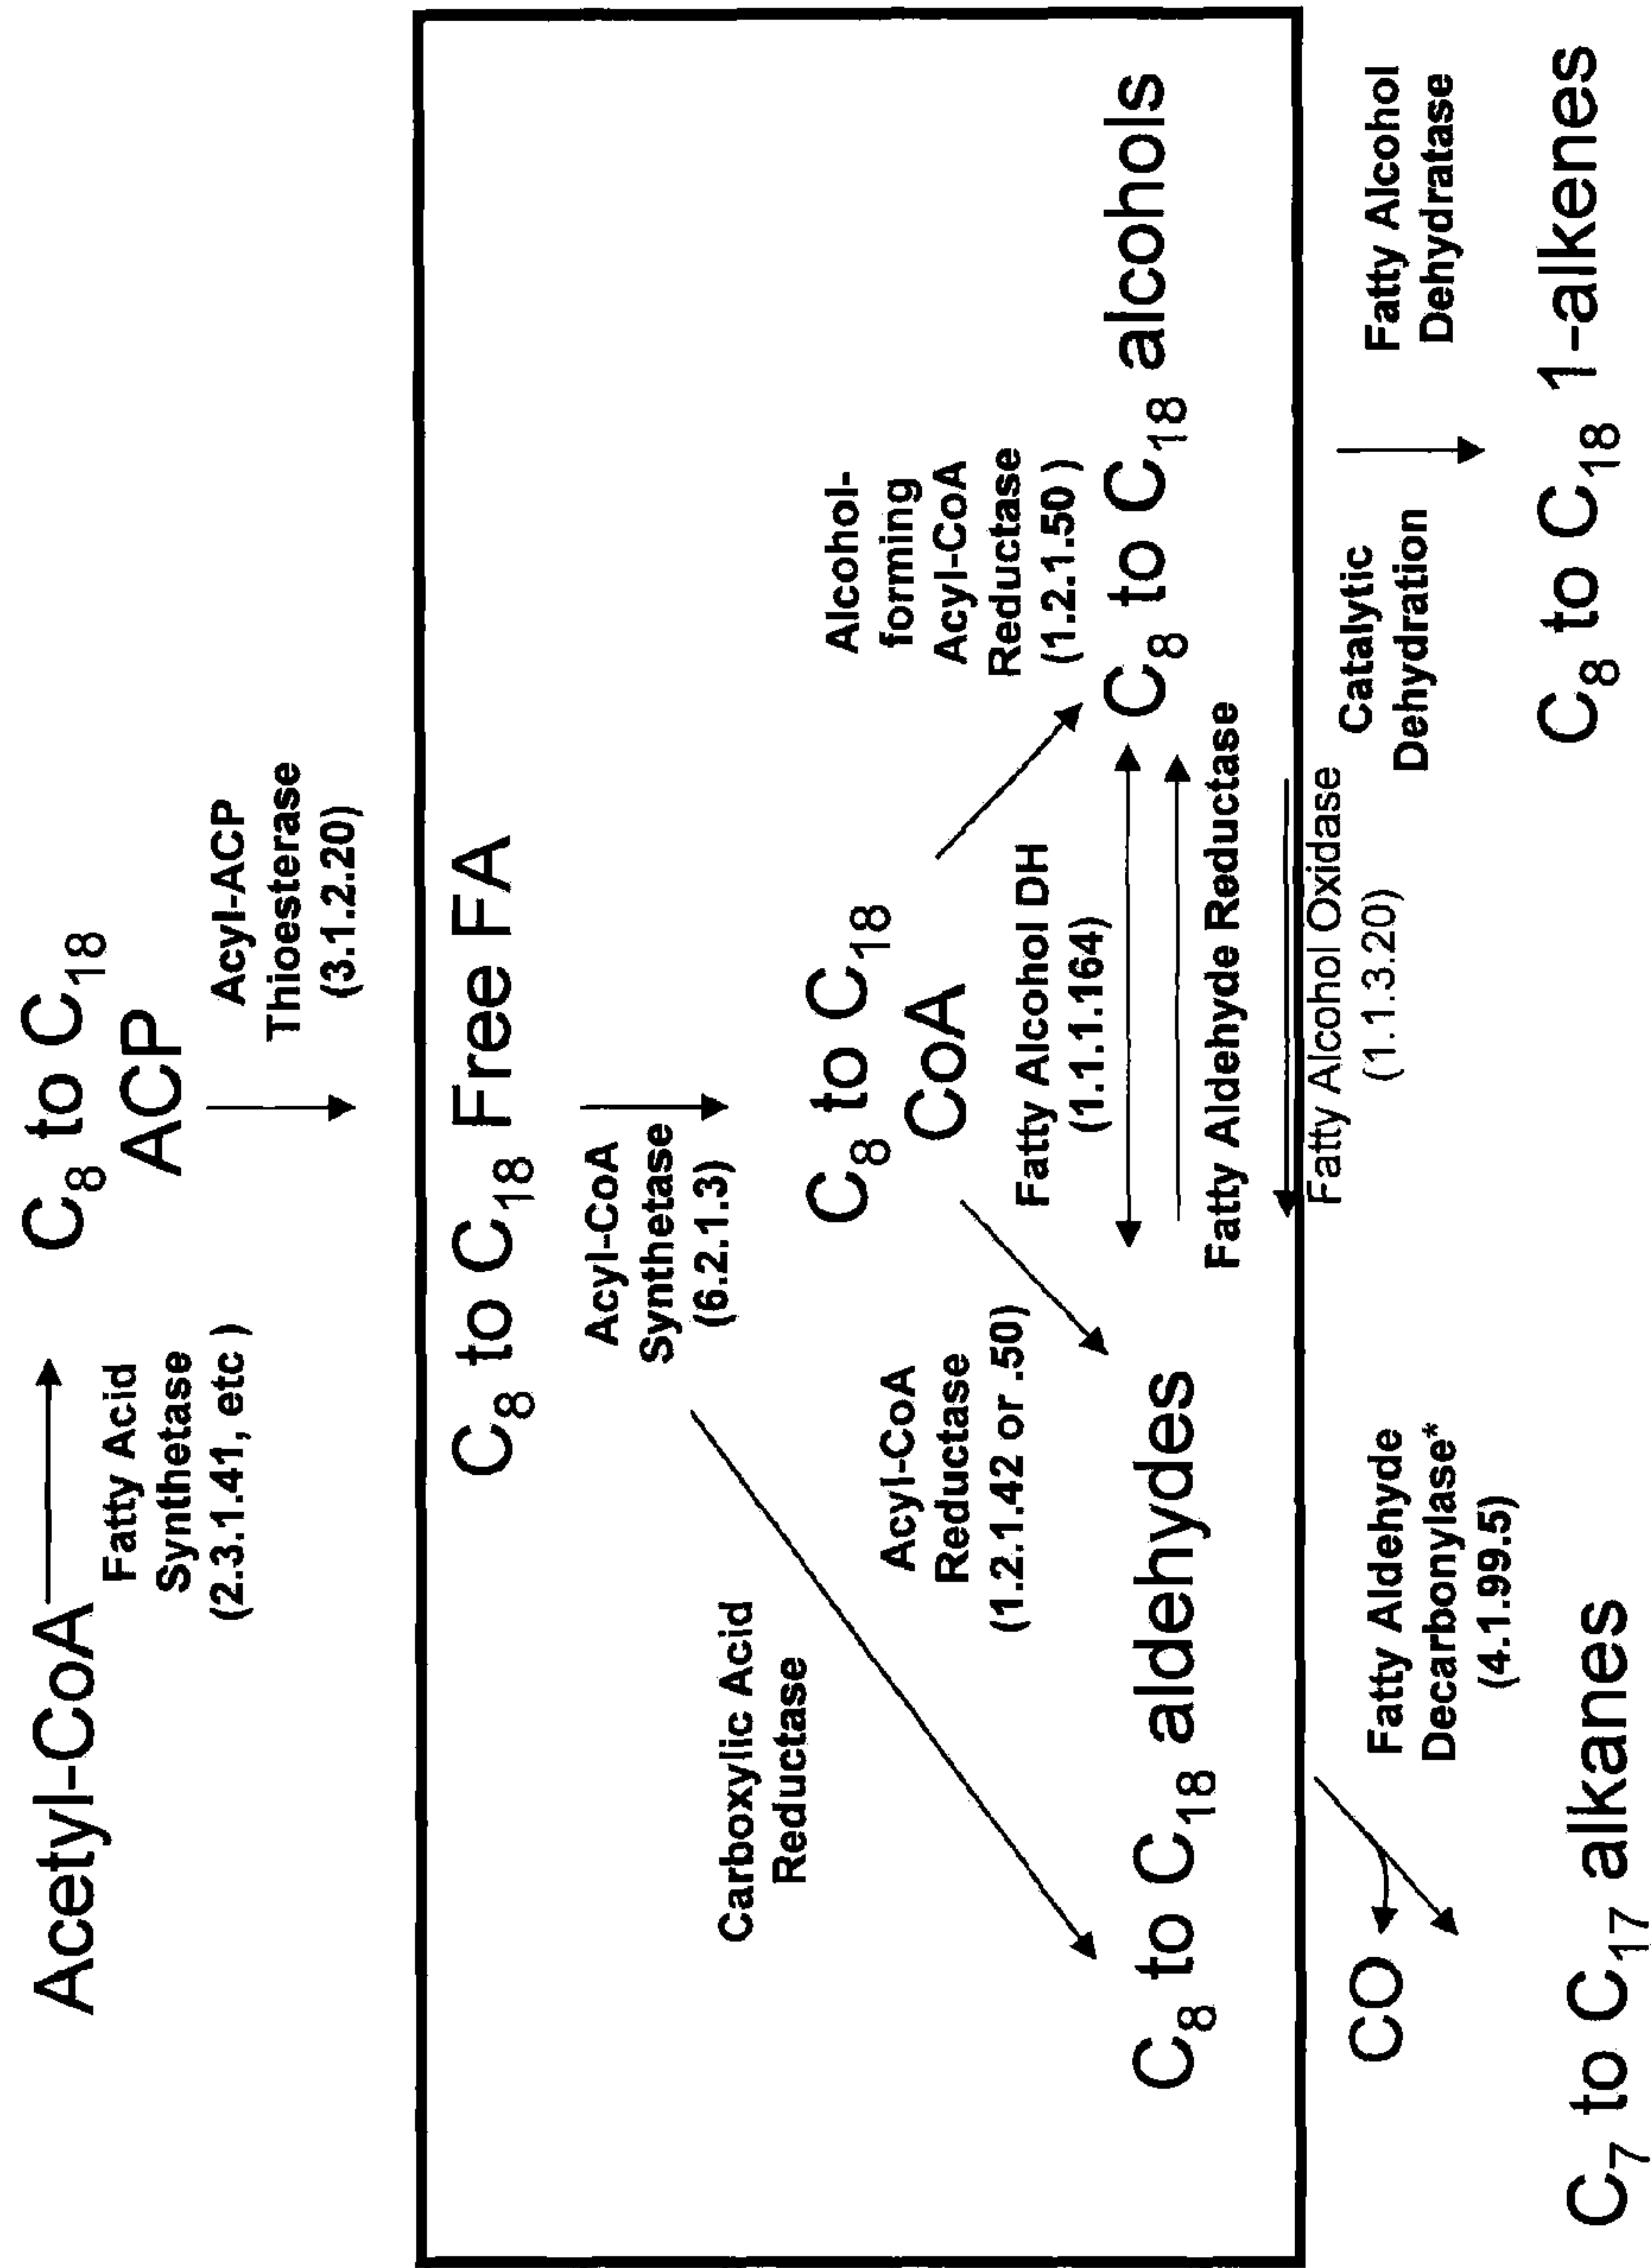 Acetyl-CoA
Fatty Acid
Synthetase
(2.3.1.41, etc )
C8 to C18
ACP
Acyl-ACP
Thioesterase
(3.1.2.20)
C8 to C18 Free FA
Acyl-CoA
Synthetase
(6.2.1.3)
Carboxylic Acid
Reductase
C8 to C18
CoA
Acyl-CoA
Reductase
(1.2.1.42 or .50)
Alcohol-
forming
Acyl-CoA
Reductase
(1.2.1.50 )
Fatty Alcohol DH
(1.1.1.164)
C8 to C18 aldehydes
C8 to C18 alcohols
Fatty Aldehyde Reductase
Fatty Alcohol Oxidase
(1.1.3.20)
CO
Fatty Aldehyde
Decarbonylase*
(4.1.99.5)
Catalytic
Dehydration
Fatty Alcohol
Dehydratase
C7 to C17 alkanes
C8 to C18 1-alkenes